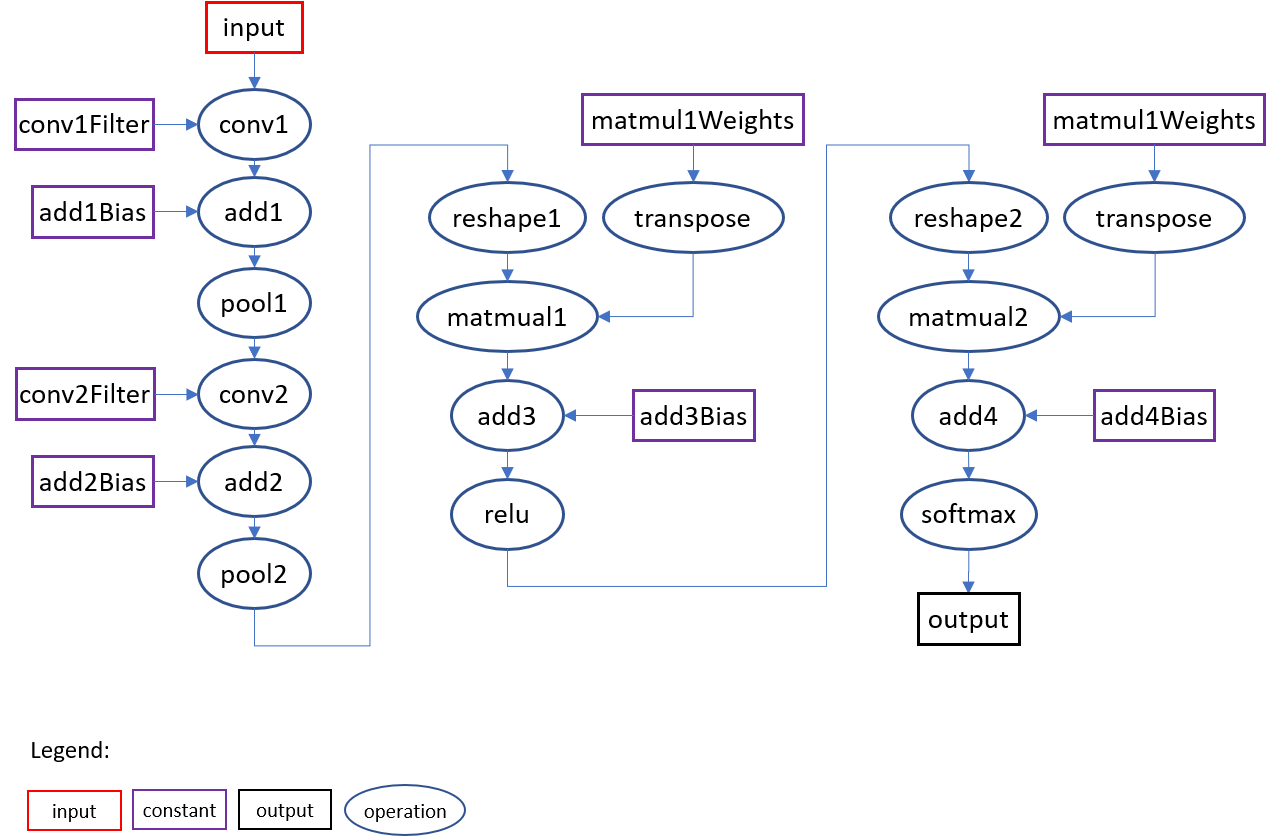 input
conv1Filter
conv1
add1Bias
add1
pool1
conv2Filter
conv2
add2Bias
add2
pool2
matmul1Weights
reshape1
transpose
matmual1
add3
add3Bias
relu
matmul1Weights
reshape2
transpose
matmual2
add4
add4Bias
softmax
output
Legend:
input
constant
output
operation